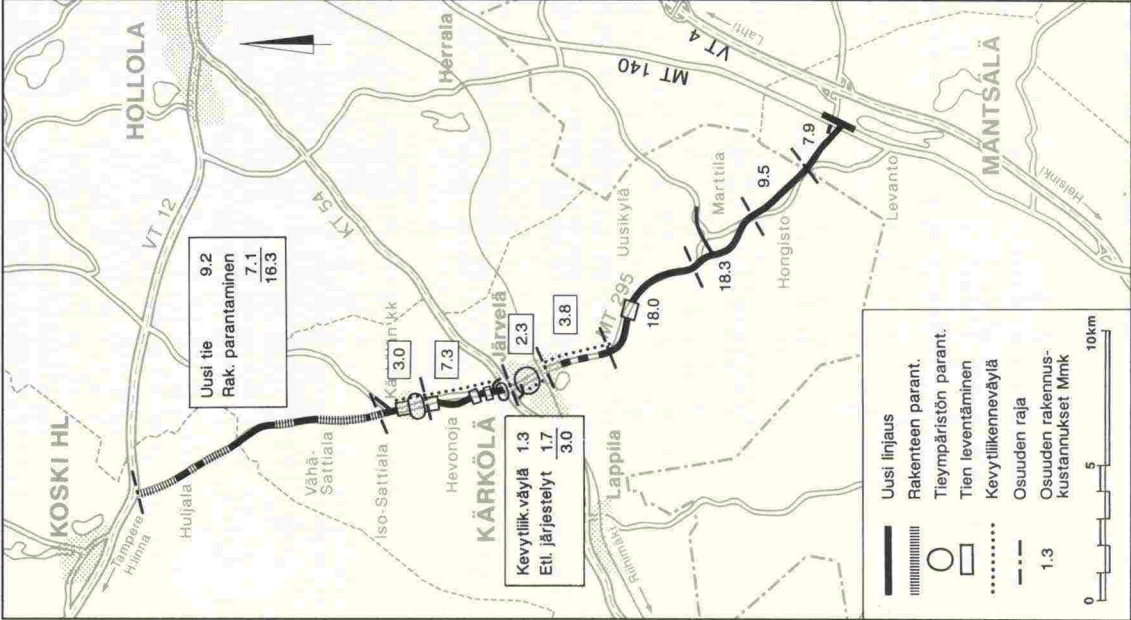 KOSKI HL
HOLLOLA
Tampere
H:linna
VT 12
Uusi tie 9.2
Rak. parantaminen
7.1
16.3
Huljala
KT 54
Herrala
Vähä-
Sattiala
Iso-Sattiala
3.0
7.3
Hevonoja
Järvelä
2.3
3.8
KÄRKÖLÄ
Kevytliik.väylä 1.3
Etl. järjestelyt 1.7
3.0
Lappila
Riihimäki
MT 295
Uusikylä
18.0
18.3
Marttila
9.5
7.9
Hongisto
Levanto
MT 140
VT 4
Lahti
MÄNTSÄLÄ
Helsinki
Uusi linjaus
Rakenteen parant.
Tieympäristön parant.
Tien leventäminen
Kevytliikenneväylä
Osuuden raja
1.3 Osuuden rakennus-
kustannukset Mmk
0 5 10km